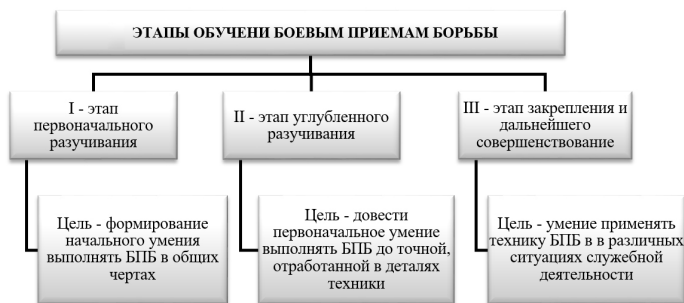 ЭТАПЫ ОБУЧЕНИ БОЕВЫМ ПРИЕМАМ БОРЬБЫ
I - этап
первоначального
разучивания
II - этап углубленного
разучивания
III - этап закрепления и
дальнейшего
совершенствование
Цель - формирование
начального умения
выполнять БПБ в общих
чертах
Цель - довести
первоначальное умение
выполнять БПБ до точной,
отработанной в деталях
техники
Цель - умение применять
технику БПБ в в различных
ситуациях служебной
деятельности